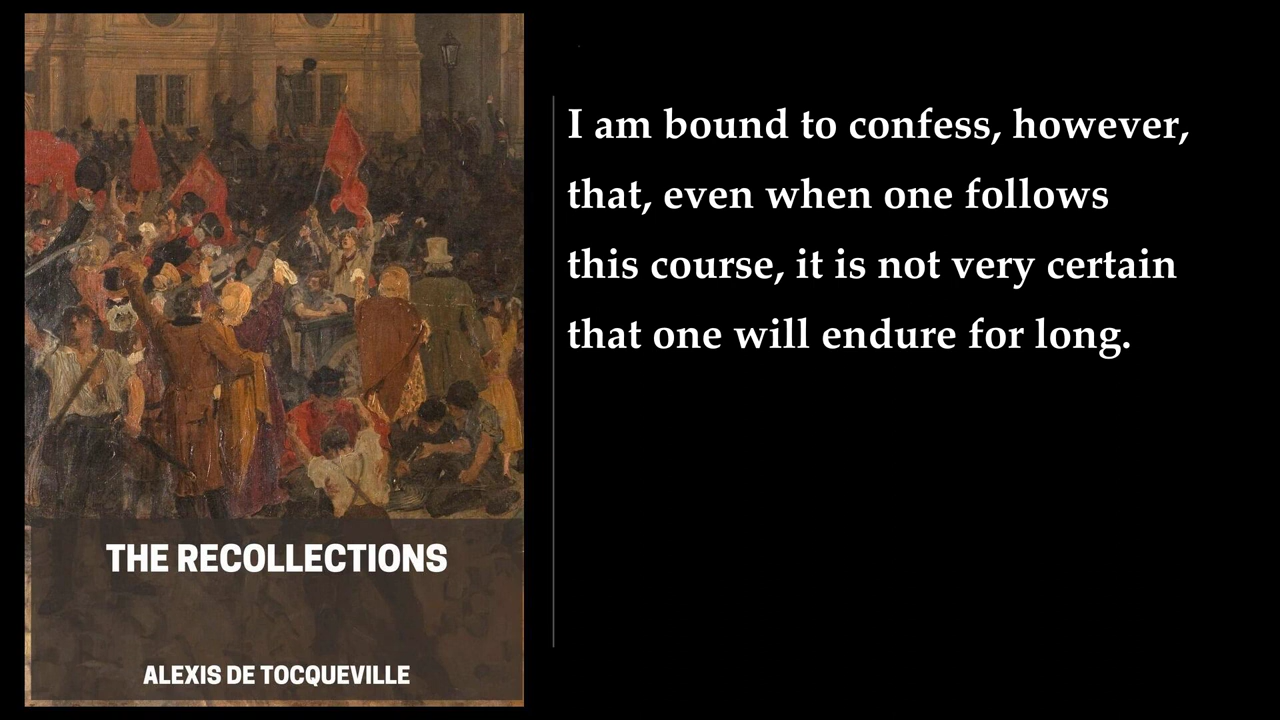 THE RECOLLECTIONS
ALEXIS DE TOCQUEVILLE
I am bound to confess, however,
that, even when one follows
this course, it is not very certain
that one will endure for long.